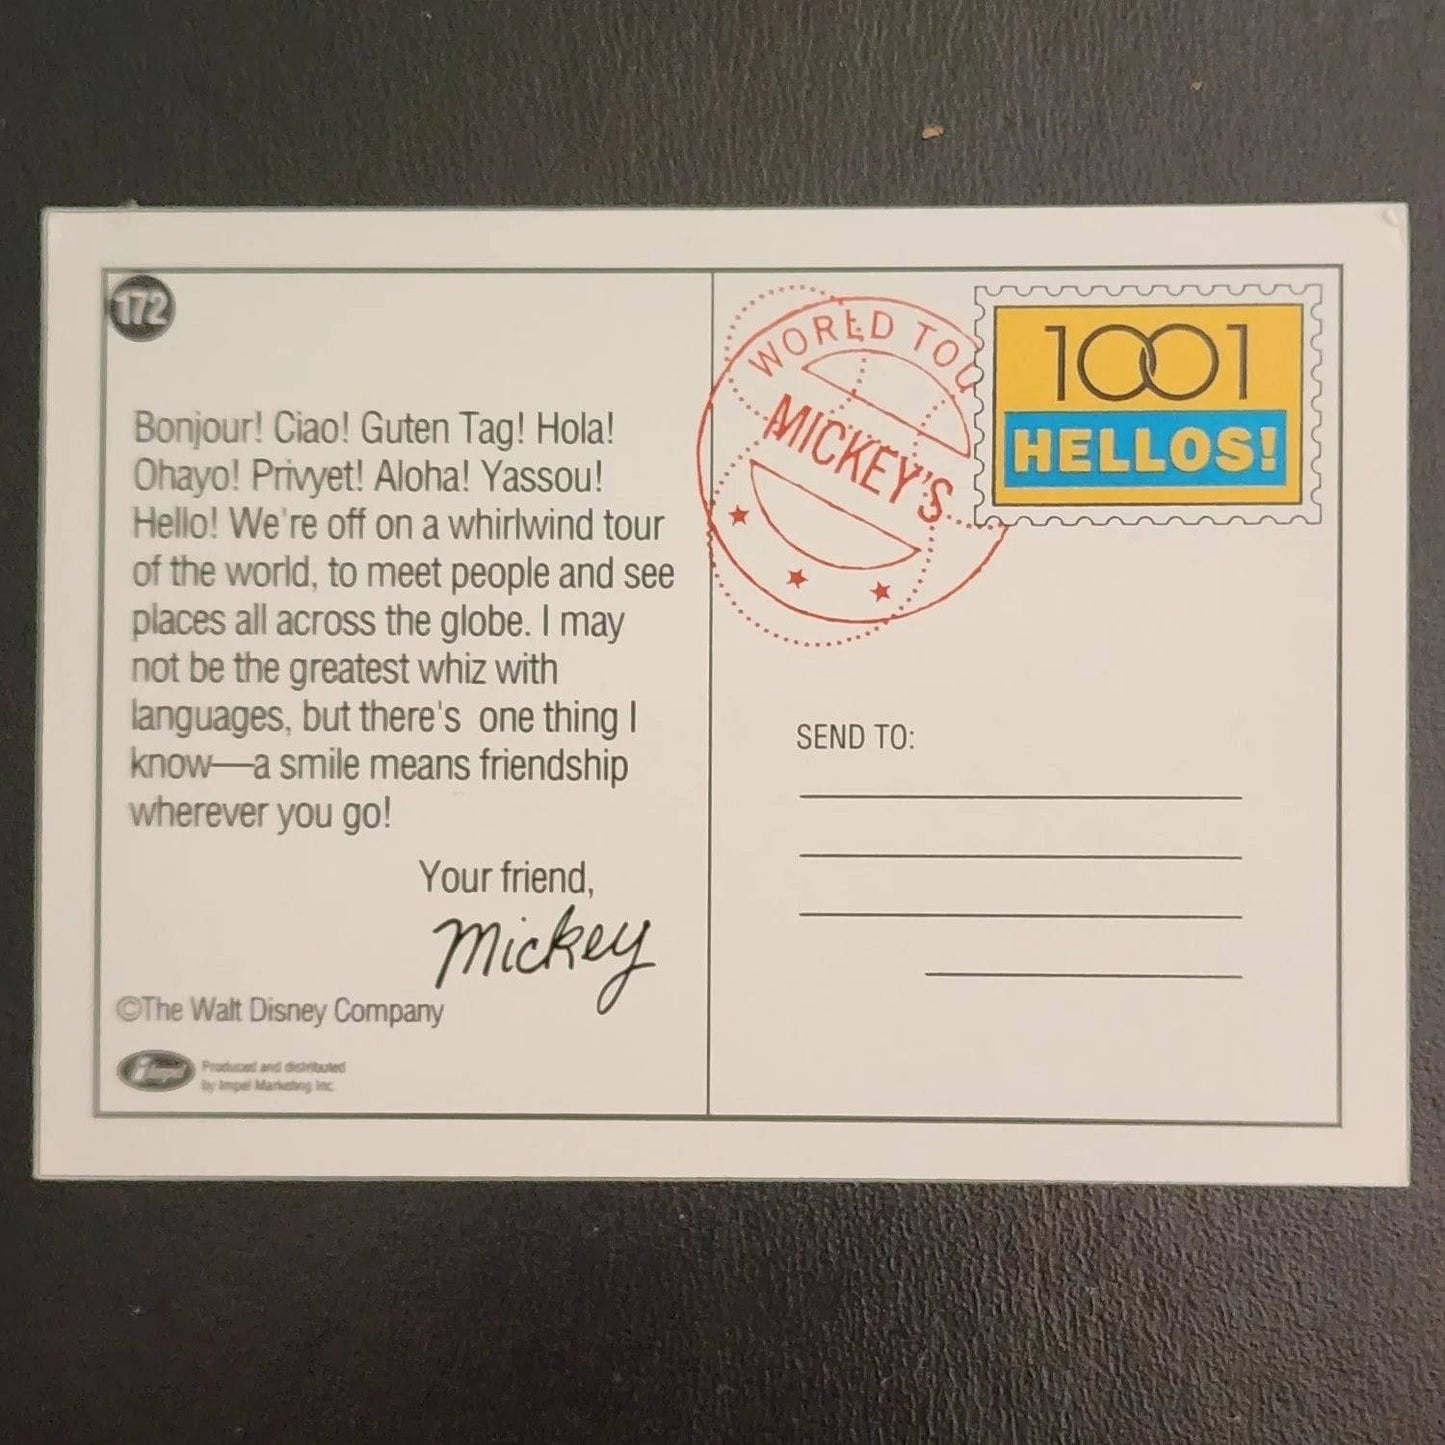 172
Bonjour! Ciao! Guten Tag! Hola!
Ohayo! Privyet! Aloha! Yassou!
Hello! We're off on a whirlwind tour
of the world, to meet people and see
places all across the globe. I may
not be the greatest whiz with
languages, but there's one thing I
know—a smile means friendship
wherever you go!
Your friend,
Mickey
©The Walt Disney Company
Impel
Produced and distributed
by Impel Marketing Inc.
WORLD TOU
MICKEY'S
1001
HELLOS!
SEND TO: